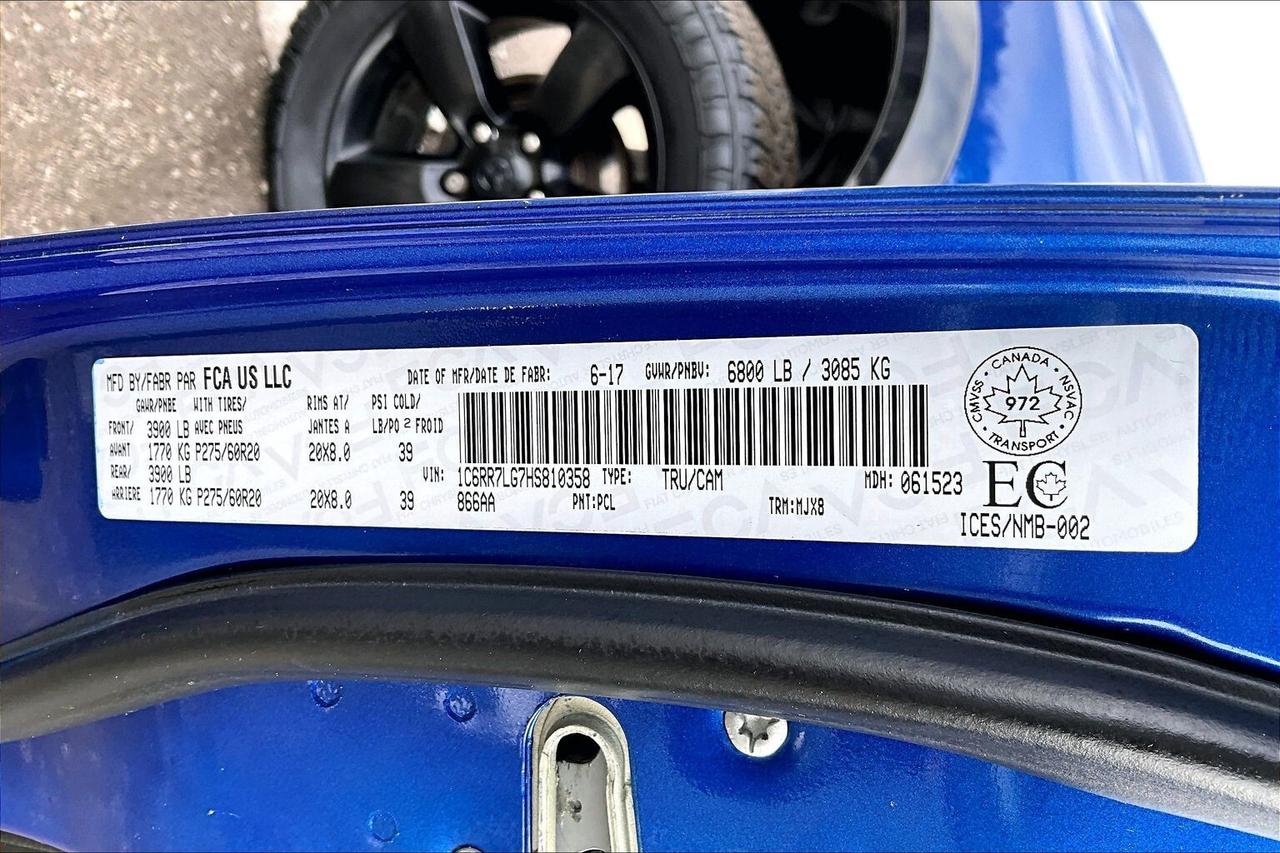 MFD BY/FABR PAR FCA US LLC DATE OF MFR/DATE DE FABR: 6-17 GVWR/PNBV: 6800 LB / 3085 KG
GAWR/PNBE WITH TIRES/ RIMS AT/ PSI COLD/
FRONT/ 3900 LB AVEC PNEUS JANTES A LB/PO 2 FROID
AVANT 1770 KG P275/60R20 20X8.0 39
REAR/ 3900 LB VIN: 1C6RR7LG7HS810358 TYPE: TRU/CAM MDH: 061523
ARRIERE 1770 KG P275/60R20 20X8.0 39 866AA PNT:PCL TRM:MJX8
CANADA
CMVSS · NSVAC
972
TRANSPORT
EC
ICES/NMB-002